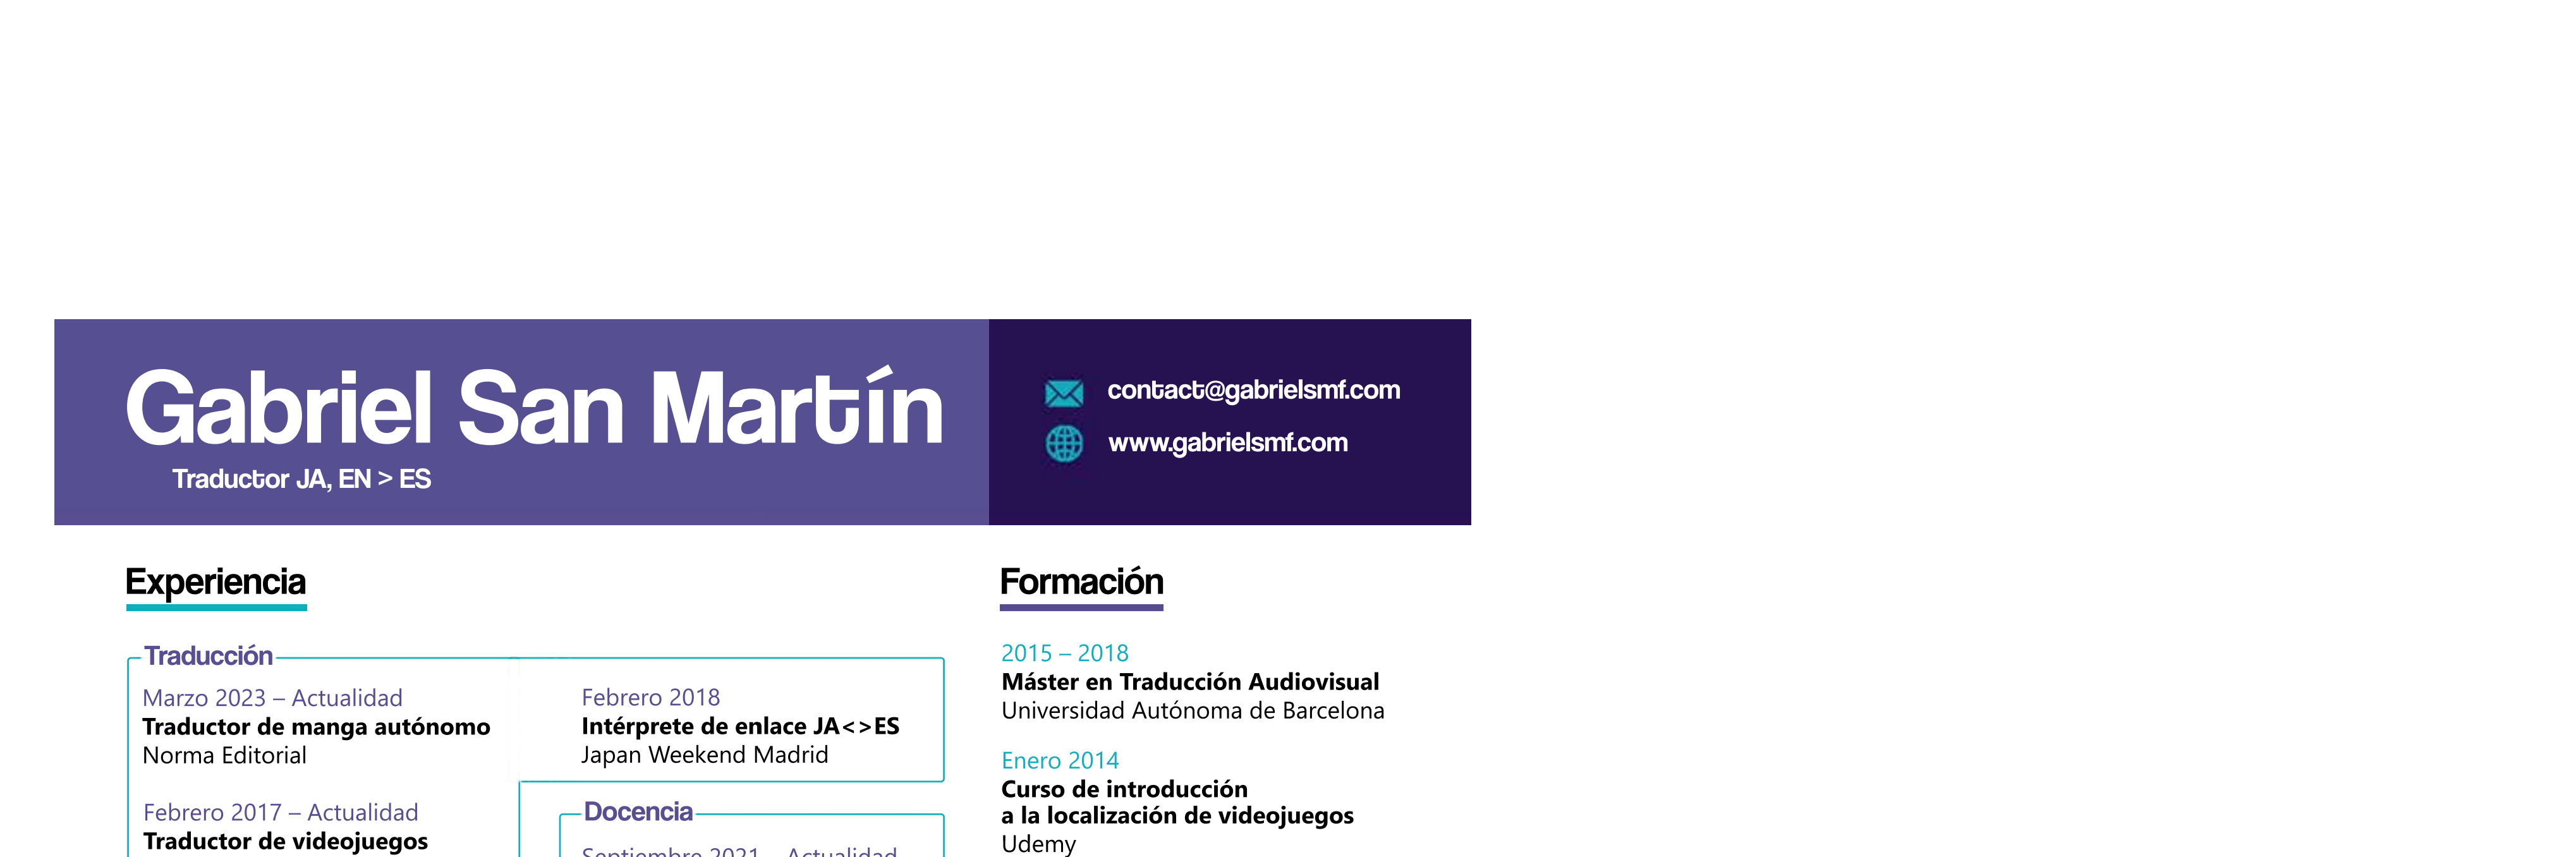 Gabriel San Martín
Traductor JA, EN > ES
contact@gabrielsmf.com
www.gabrielsmf.com
Experiencia
Traducción
Marzo 2023 – Actualidad
Traductor de manga autónomo
Norma Editorial
Febrero 2017 – Actualidad
Traductor de videojuegos
Febrero 2018
Intérprete de enlace JA<>ES
Japan Weekend Madrid
Docencia
Septiembre 2021 – Actualidad
Formación
2015 – 2018
Máster en Traducción Audiovisual
Universidad Autónoma de Barcelona
Enero 2014
Curso de introducción
a la localización de videojuegos
Udemy